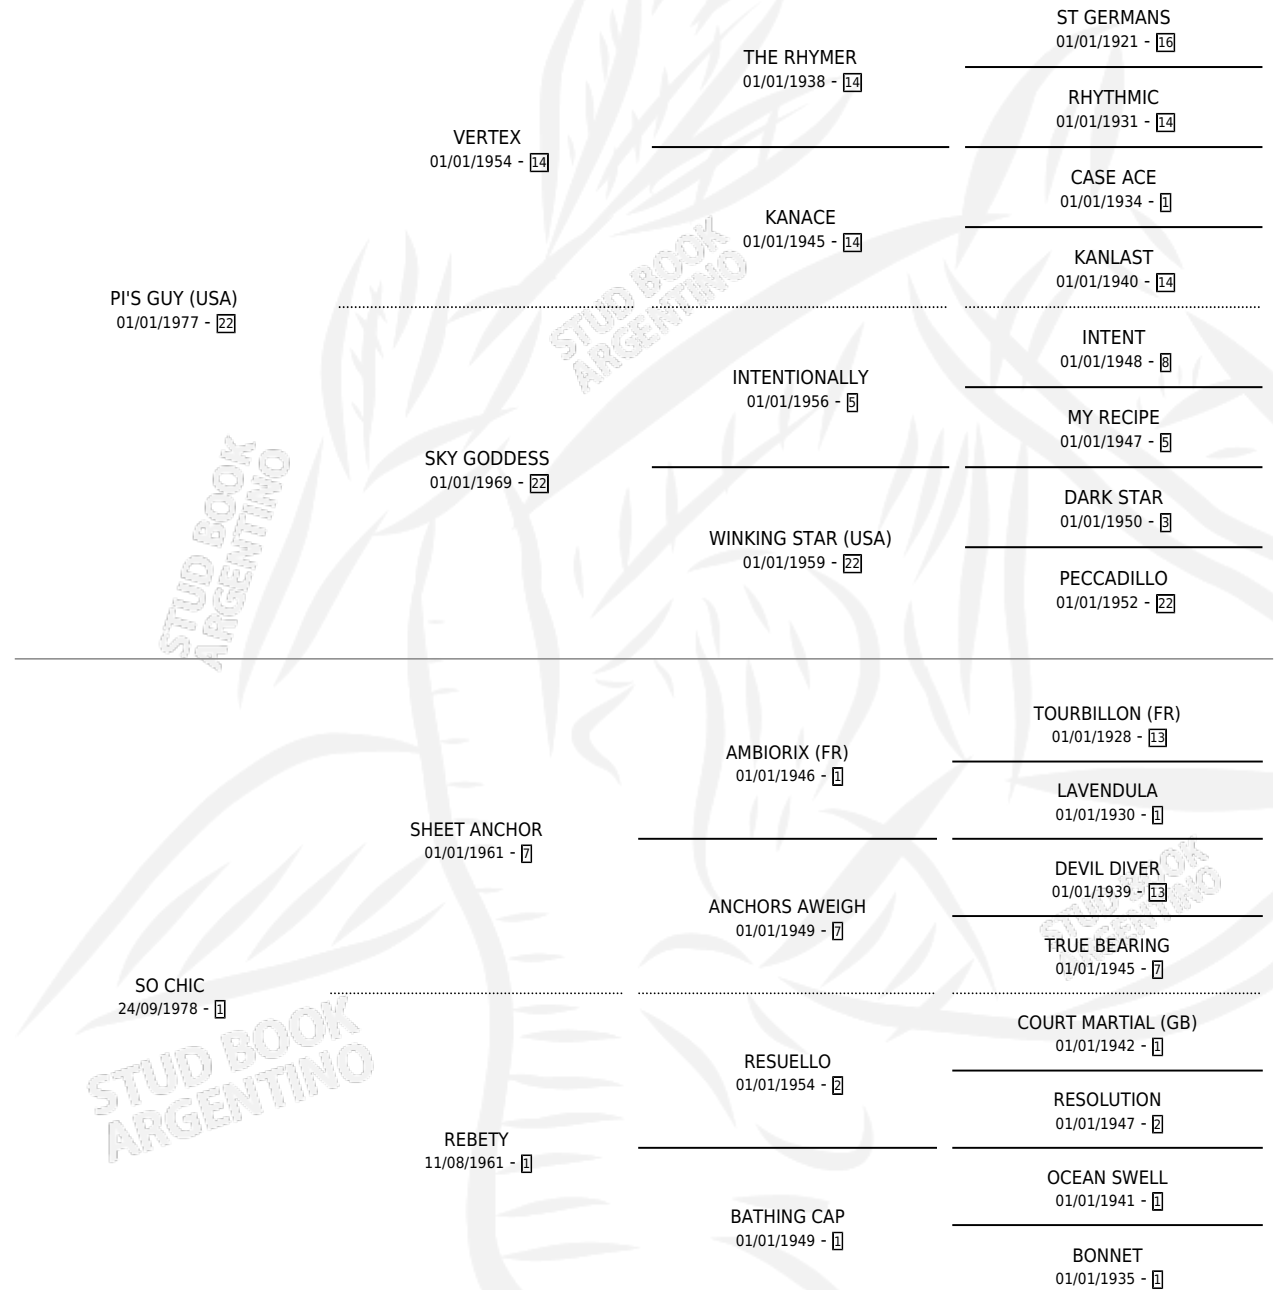 ST GERMANS
01/01/1921 - 16
THE RHYMER
01/01/1938 - 14
RHYTHMIC
01/01/1931 - 14
VERTEX
01/01/1954 - 14
CASE ACE
01/01/1934 - 1
KANACE
01/01/1945 - 14
KANLAST
01/01/1940 - 14
PI'S GUY (USA)
01/01/1977 - 22
INTENT
01/01/1948 - 8
INTENTIONALLY
01/01/1956 - 5
MY RECIPE
01/01/1947 - 5
SKY GODDESS
01/01/1969 - 22
DARK STAR
01/01/1950 - 3
WINKING STAR (USA)
01/01/1959 - 22
PECCADILLO
01/01/1952 - 22
TOURBILLON (FR)
01/01/1928 - 13
AMBIORIX (FR)
01/01/1946 - 1
LAVENDULA
01/01/1930 - 1
SHEET ANCHOR
01/01/1961 - 7
DEVIL DIVER
01/01/1939 - 13
ANCHORS AWEIGH
01/01/1949 - 7
TRUE BEARING
01/01/1945 - 7
SO CHIC
24/09/1978 - 1
COURT MARTIAL (GB)
01/01/1942 - 1
RESUELLO
01/01/1954 - 2
RESOLUTION
01/01/1947 - 2
REBETY
11/08/1961 - 1
OCEAN SWELL
01/01/1941 - 1
BATHING CAP
01/01/1949 - 1
BONNET
01/01/1935 - 1
STUD BOOK
ARGENTINO
STUD BOOK
ARGENTINO
STUD BOOK
ARGENTINO
STUD BOOK
ARGENTINO